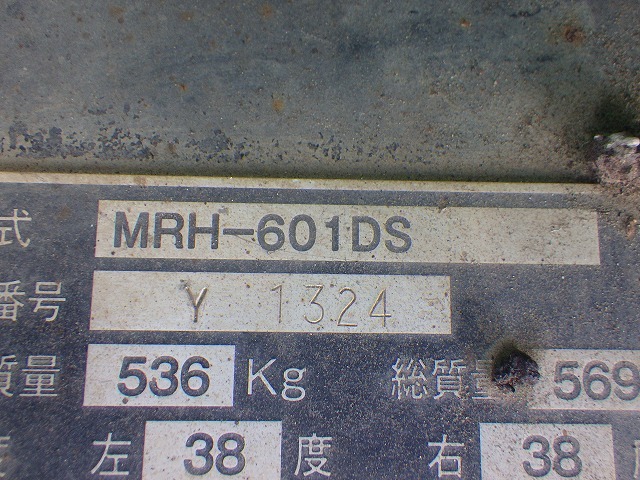 式 MRH-601DS
番号 Y 1324
質量 536 Kg 総質量 569
左 38 度 右 38